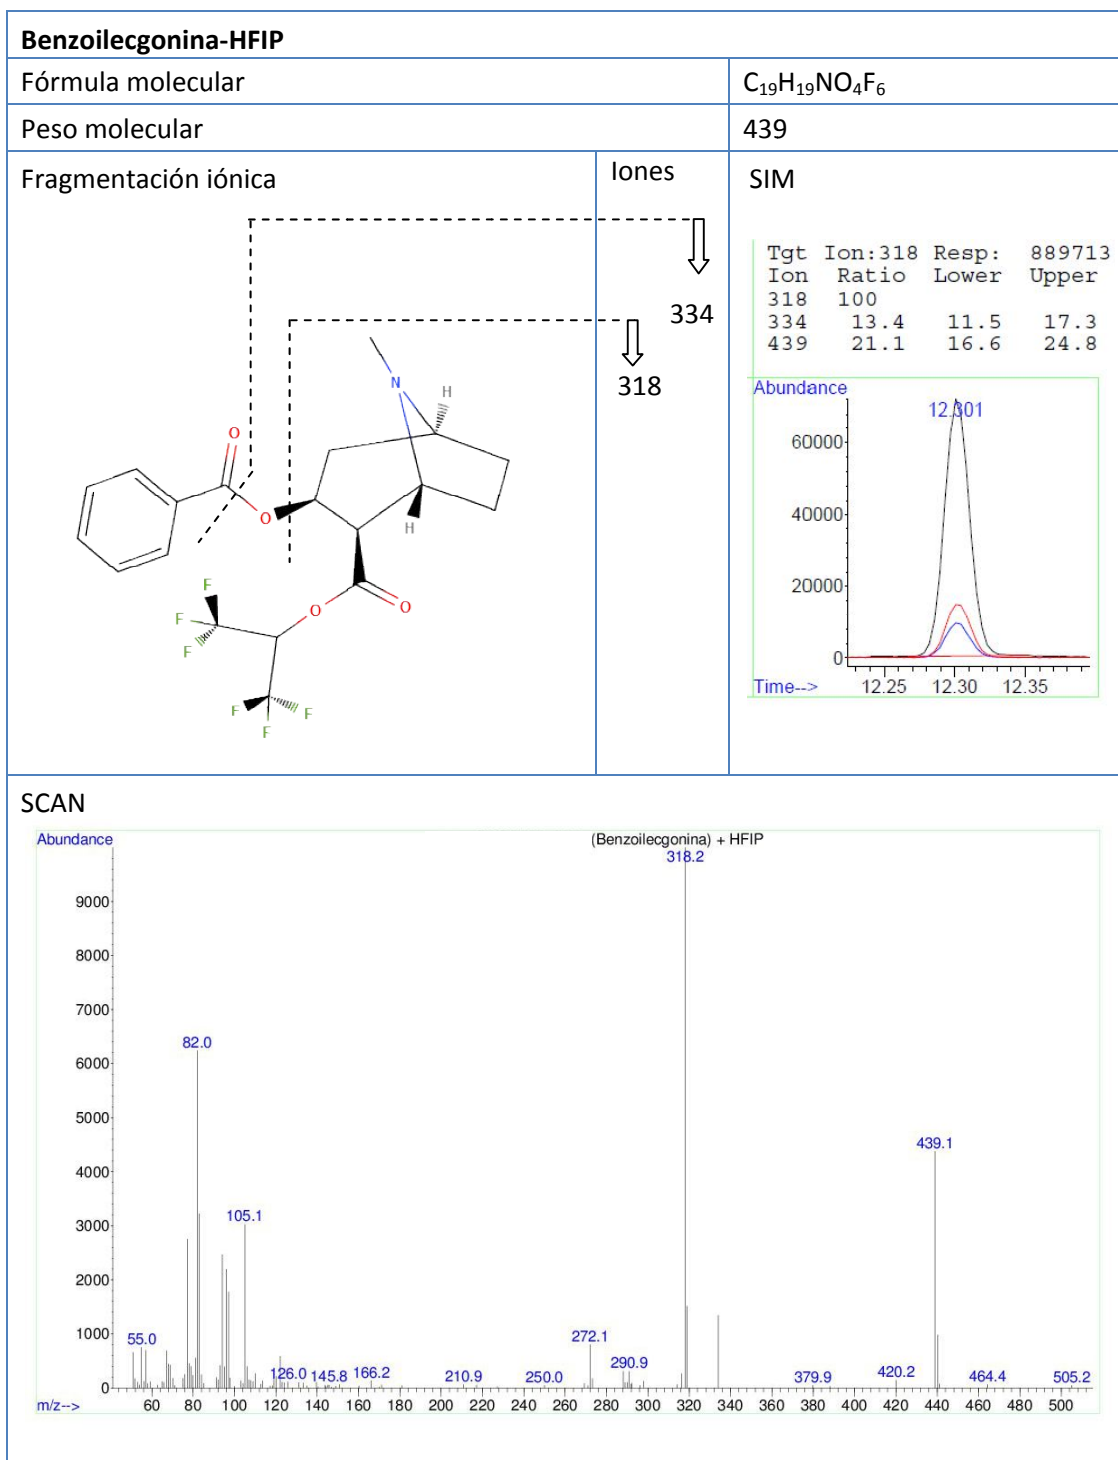 Benzoilecgonina-HFIP
Fórmula molecular
C19H19NO4F6
Peso molecular
439
Fragmentación iónica
Iones
SIM
334
318
N
H
O
O
H
O
O
F
F
F
F
F
F
Tgt Ion:318 Resp: 889713
Ion Ratio Lower Upper
318 100
334 13.4 11.5 17.3
439 21.1 16.6 24.8
Abundance
12.301
60000
40000
20000
0
Time-->
12.25 12.30 12.35
SCAN
Abundance
(Benzoilecgonina) + HFIP
318.2
9000
8000
7000
6000
5000
4000
3000
2000
1000
0
82.0
439.1
105.1
55.0
272.1
290.9
126.0 145.8 166.2 210.9 250.0 379.9 420.2 464.4 505.2
m/z-->
60 80 100 120 140 160 180 200 220 240 260 280 300 320 340 360 380 400 420 440 460 480 500